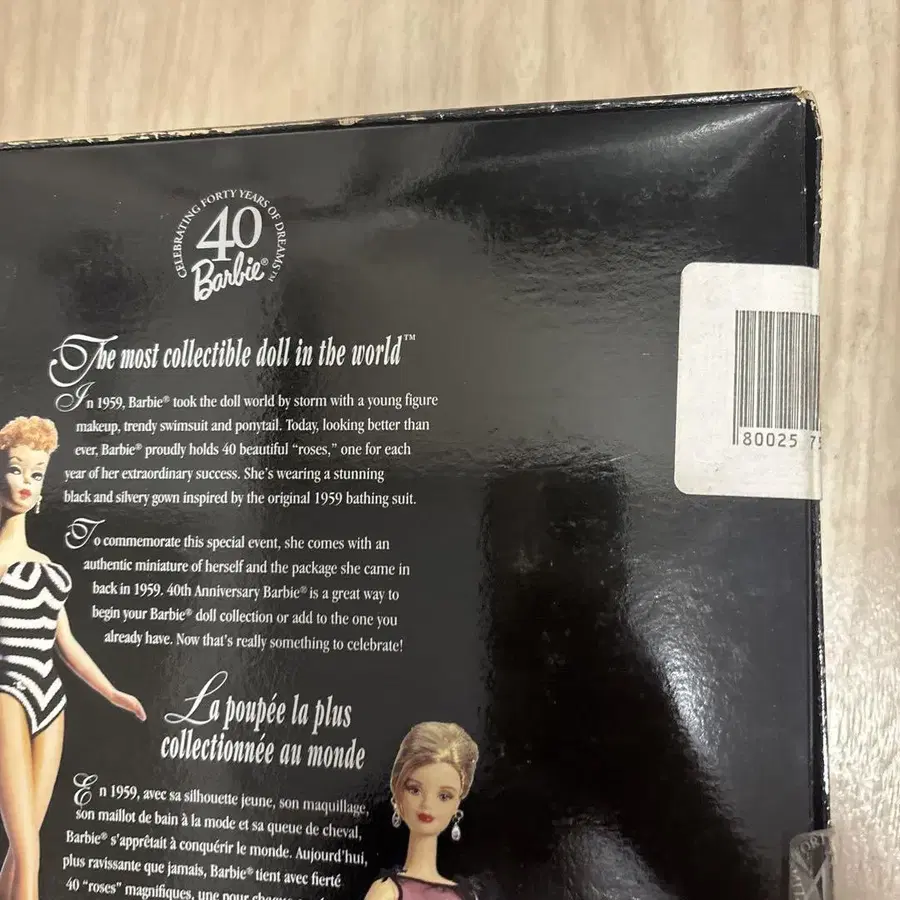 CELEBRATING FORTY YEARS OF DREAMS™
40
Barbie®
The most collectible doll in the world™
In 1959, Barbie® took the doll world by storm with a young figure
makeup, trendy swimsuit and ponytail. Today, looking better than
ever, Barbie® proudly holds 40 beautiful “roses,” one for each
year of her extraordinary success. She's wearing a stunning
black and silvery gown inspired by the original 1959 bathing suit.
To commemorate this special event, she comes with an
authentic miniature of herself and the package she came in
back in 1959. 40th Anniversary Barbie® is a great way to
begin your Barbie® doll collection or add to the one you
already have. Now that's really something to celebrate!
La poupée la plus
collectionnée au monde
En 1959, avec sa silhouette jeune, son maquillage,
son maillot de bain à la mode et sa queue de cheval,
Barbie® s'apprêtait à conquérir le monde. Aujourd'hui,
plus ravissante que jamais, Barbie® tient avec fierté
40 “roses” magnifiques, une pour
80025